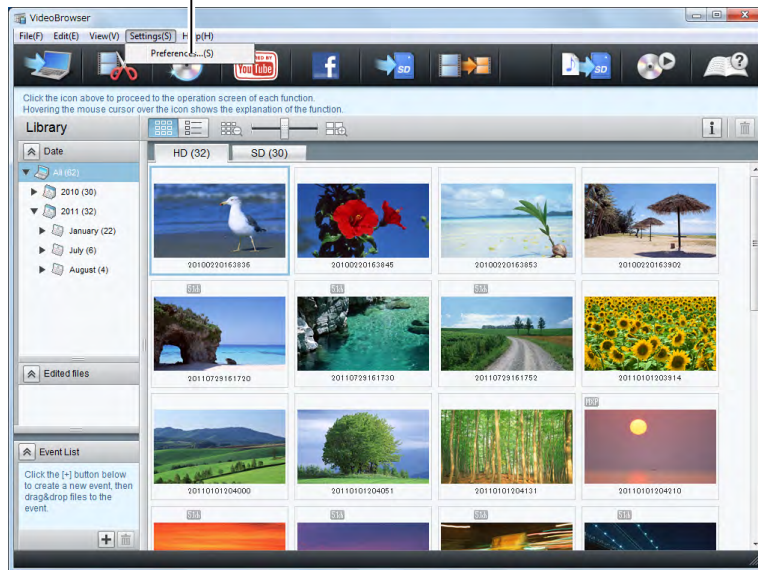 VideoBrowser
File(F) Edit(E) View(V) Settings(S) Help(H)
Preferences...(S)
You Tube
f
SD
SD
Click the icon above to proceed to the operation screen of each function.
Hovering the mouse cursor over the icon shows the explanation of the function.
Library
Date
HD (32) SD (30)
All (62)
2010 (30)
2011 (32)
January (22)
July (6)
August (4)
20100220163836 20100220163845 20100220163853 20100220163902
20110729161720 20110729161730 20110729161752 20110101203914
Edited files
MXP
20110101204000 20110101204051 20110101204131 20110101204210
Event List
Click the [+] button below
to create a new event, then
drag&drop files to the
event.